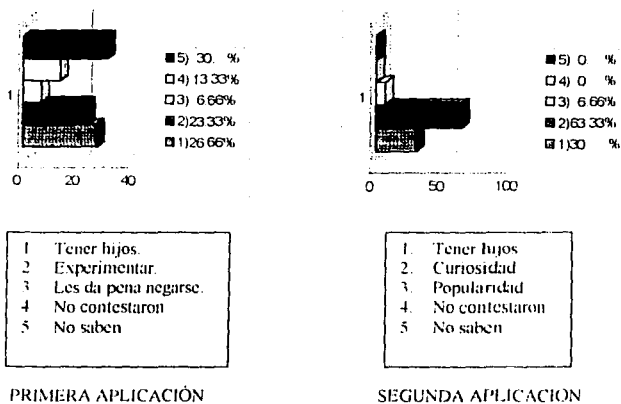 5) 30. %
4) 13 33%
3) 6.66%
2) 23 33%
1) 26 66%
1
0 20 40
5) 0. %
4) 0 %
3) 6 66%
2) 63 33%
1) 30 %
1
0 50 100
1 Tener hijos.
2 Experimentar.
3 Les da pena negarse.
4 No contestaron
5 No saben
1. Tener hijos
2. Curiosidad
3. Popularidad
4. No contestaron
5 No saben
PRIMERA APLICACIÓN
SEGUNDA APLICACION